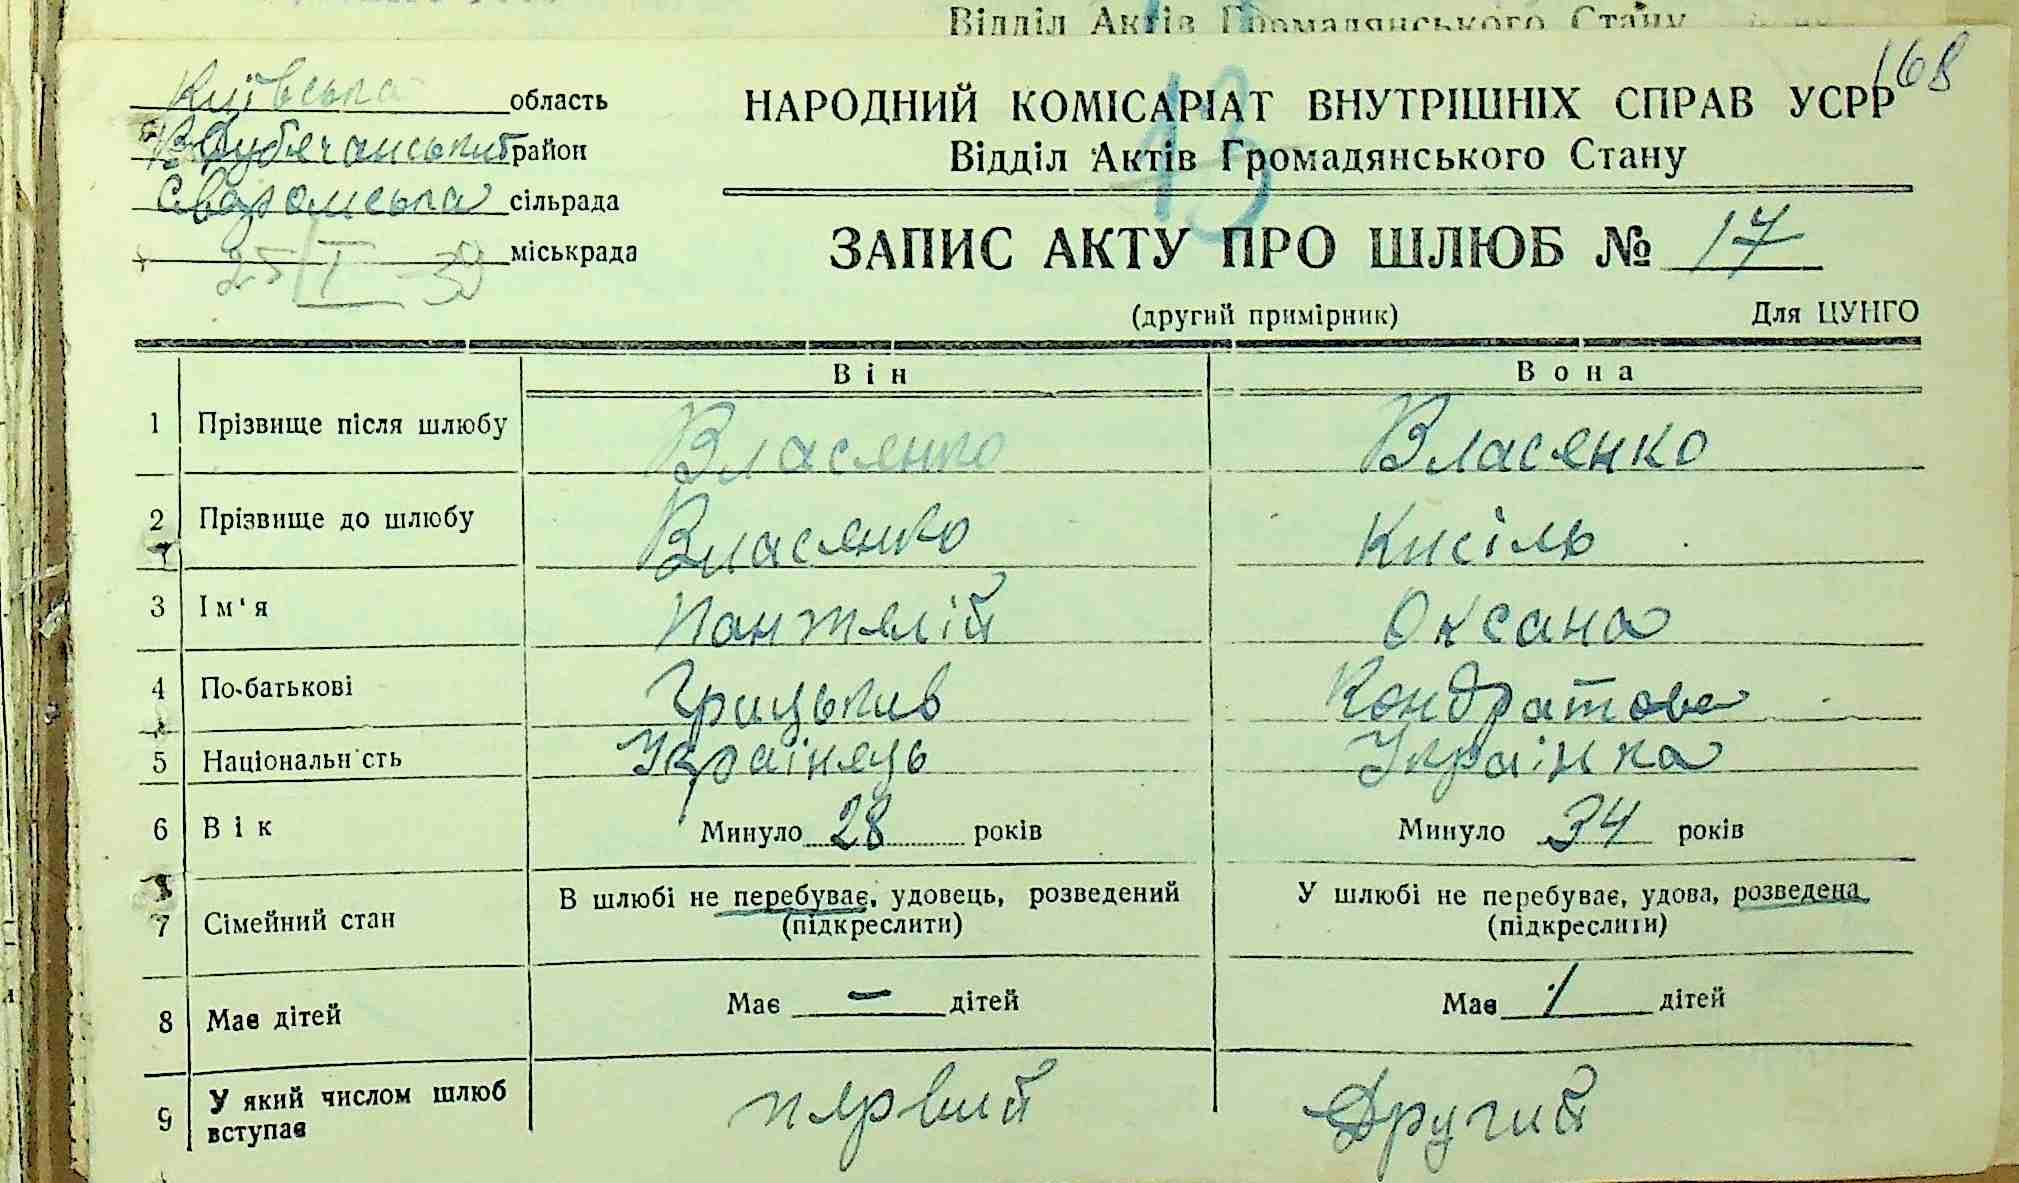 Відділ Актів Громадянського Стану
168
Київська область
В Дубечанський район
Сваромська сільрада
міськрада
25/I – 39
13
НАРОДНИЙ КОМІСАРІАТ ВНУТРІШНІХ СПРАВ УСРР
Відділ Актів Громадянського Стану
ЗАПИС АКТУ ПРО ШЛЮБ № 17
(другий примірник) Для ЦУНГО
Він Вона
1 Прізвище після шлюбу Власенко Власенко
2 Прізвище до шлюбу Власенко Кисіль
3 Ім'я Пантелій Оксана
4 По-батькові Грицьків Кондратова
5 Національність Українець Українка
6 Вік Минуло 28 років Минуло 34 років
7 Сімейний стан В шлюбі не перебуває, удовець, розведений (підкреслити) У шлюбі не перебуває, удова, розведена (підкреслити)
8 Має дітей Має – дітей Має 1 дітей
9 У який числом шлюб вступає первий Другий